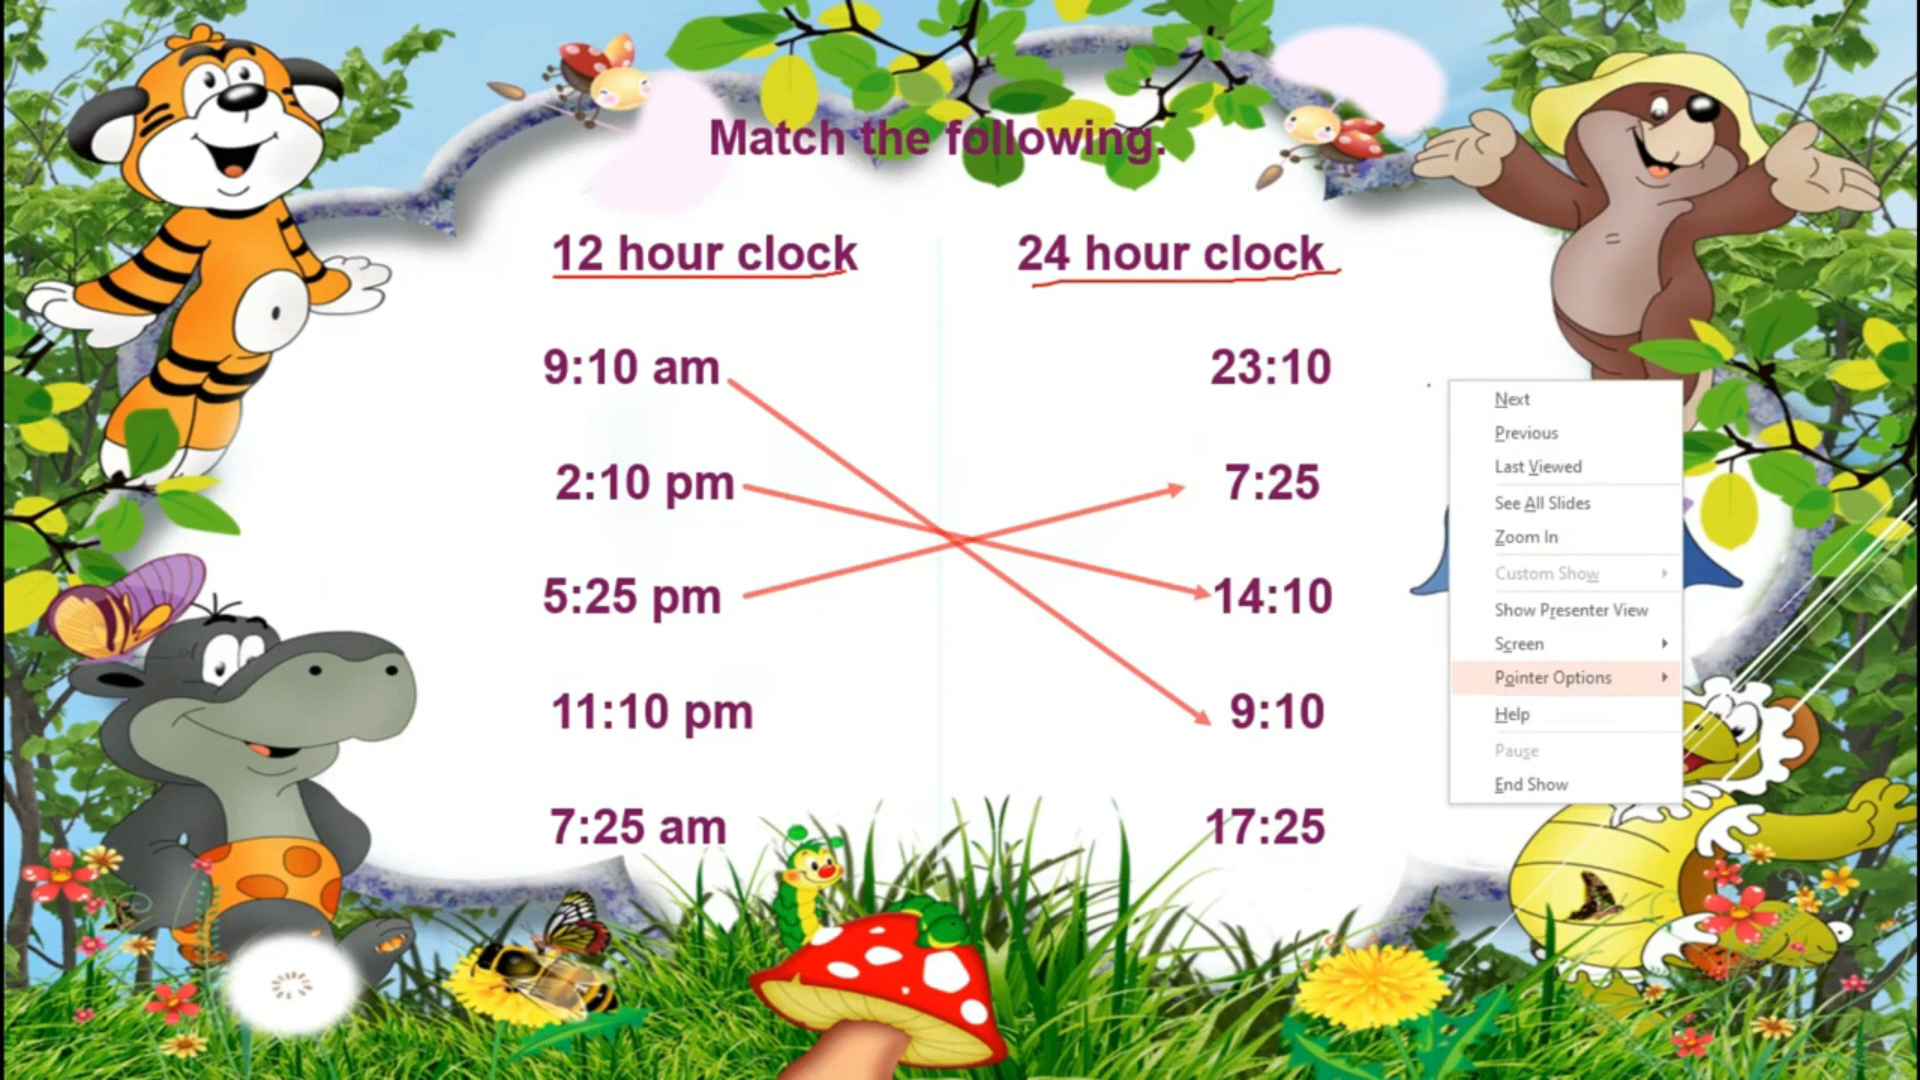 Match the following.
12 hour clock
24 hour clock
9:10 am
23:10
2:10 pm
7:25
5:25 pm
14:10
11:10 pm
9:10
7:25 am
17:25
Next
Previous
Last Viewed
See All Slides
Zoom In
Custom Show
Show Presenter View
Screen
Pointer Options
Help
Pause
End Show